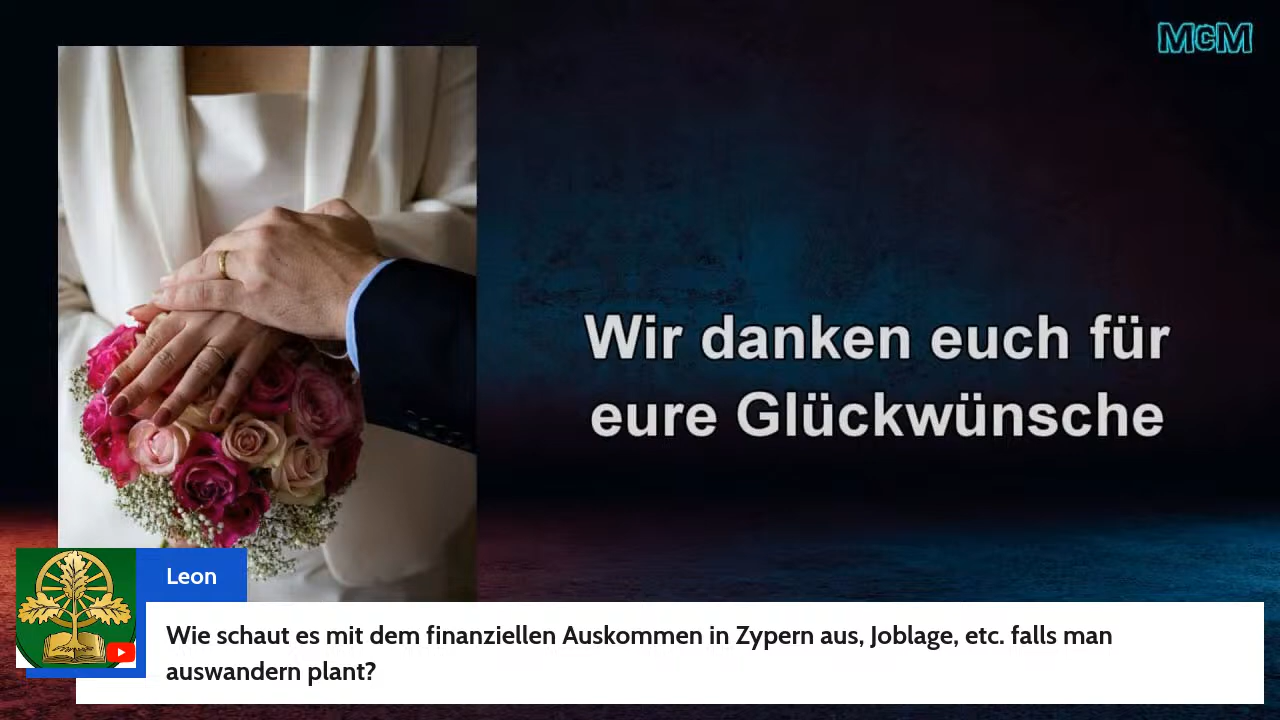 MCM
Wir danken euch für
eure Glückwünsche
Leon
Wie schaut es mit dem finanziellen Auskommen in Zypern aus, Joblage, etc. falls man
auswandern plant?